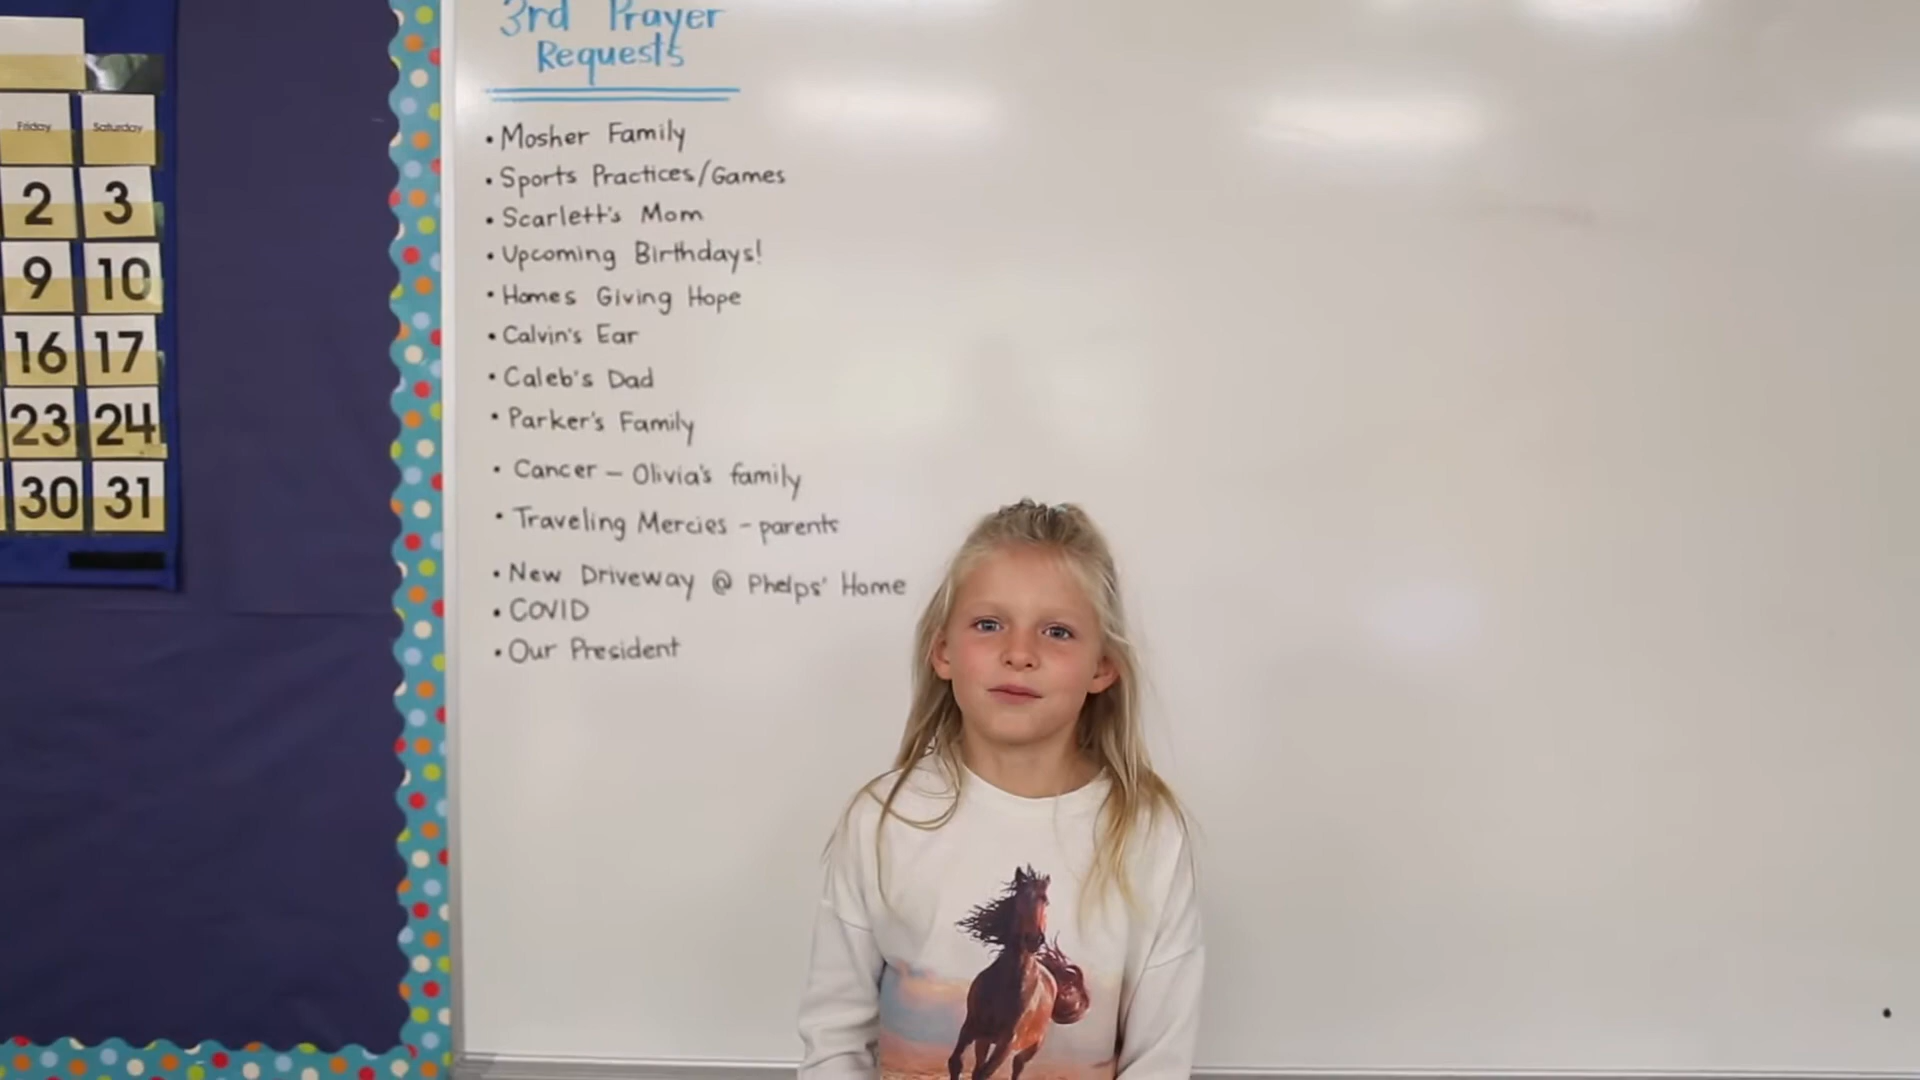 3rd Prayer
Requests
• Mosher Family
• Sports Practices/Games
• Scarlett's Mom
• Upcoming Birthdays!
• Homes Giving Hope
• Calvin's Ear
• Caleb's Dad
• Parker's Family
• Cancer – Olivia's family
• Traveling Mercies – parents
• New Driveway @ Phelps' Home
• COVID
• Our President
Friday Saturday
2 3
9 10
16 17
23 24
30 31